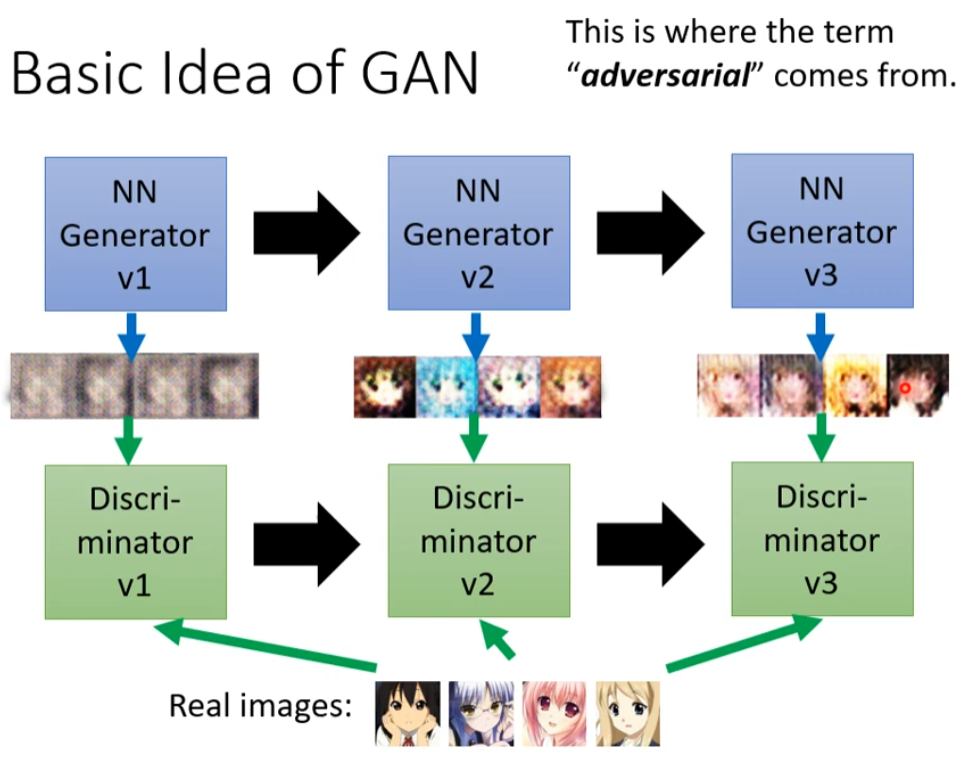 Basic Idea of GAN
This is where the term
“adversarial” comes from.
NN
Generator
v1
NN
Generator
v2
NN
Generator
v3
Discri-
minator
v1
Discri-
minator
v2
Discri-
minator
v3
Real images: